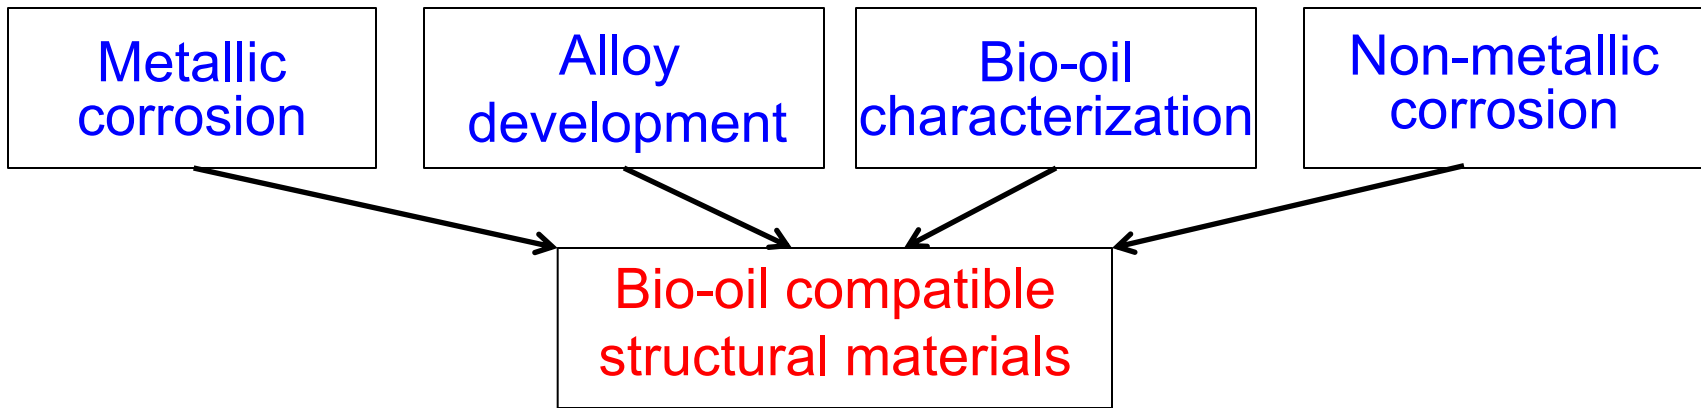 Metallic
corrosion
Alloy
development
Bio-oil
characterization
Non-metallic
corrosion
Bio-oil compatible
structural materials